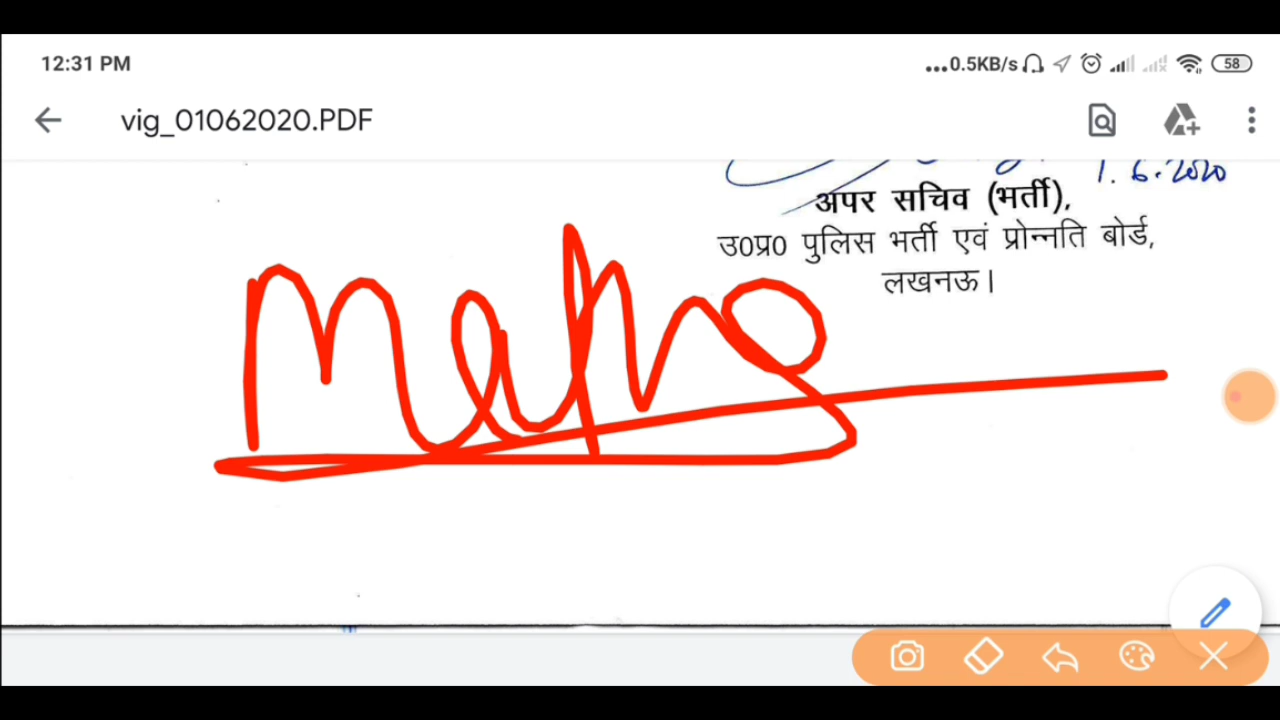 12:31 PM
...0.5KB/s 58
vig_01062020.PDF
1.6.2020
अपर सचिव (भर्ती),
उ0प्र0 पुलिस भर्ती एवं प्रोन्नति बोर्ड,
लखनऊ।